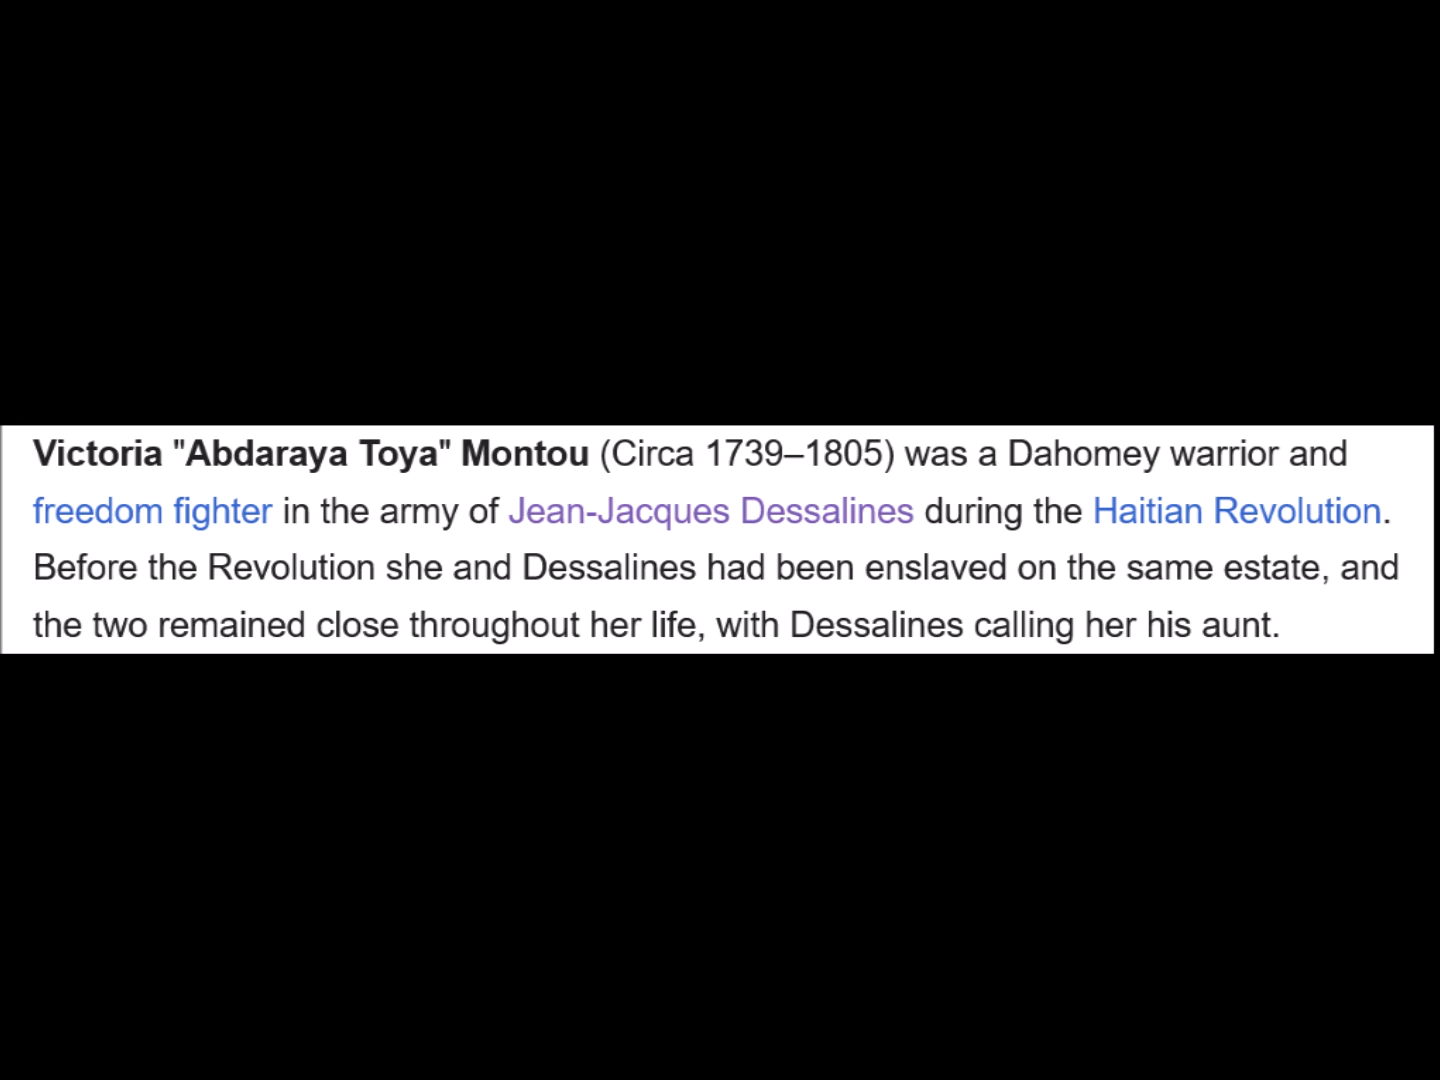 Victoria "Abdaraya Toya" Montou (Circa 1739–1805) was a Dahomey warrior and
freedom fighter in the army of Jean-Jacques Dessalines during the Haitian Revolution.
Before the Revolution she and Dessalines had been enslaved on the same estate, and
the two remained close throughout her life, with Dessalines calling her his aunt.